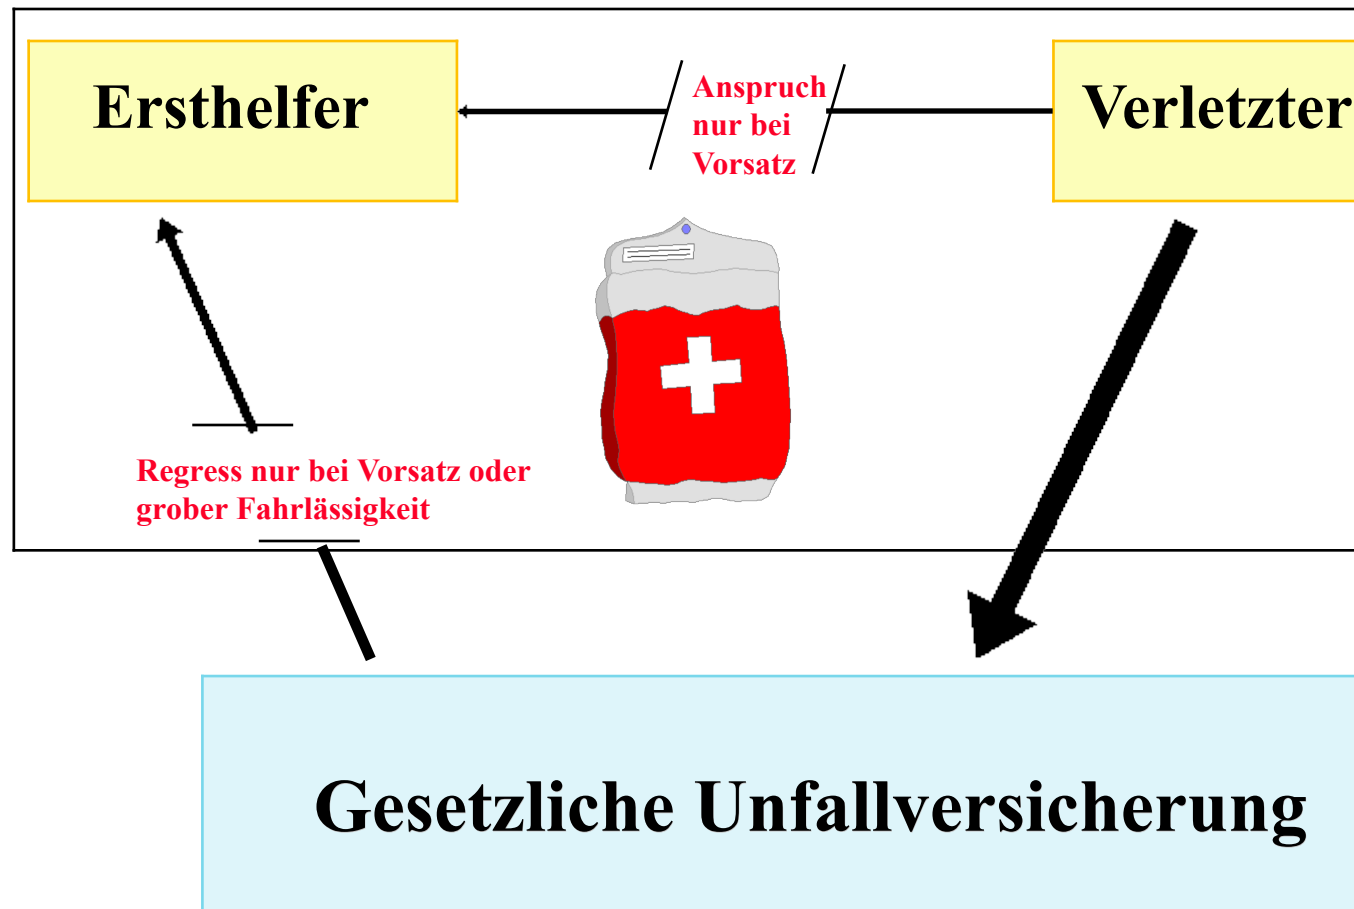 Ersthelfer
Anspruch
nur bei
Vorsatz
Verletzter
Regress nur bei Vorsatz oder
grober Fahrlässigkeit
Gesetzliche Unfallversicherung